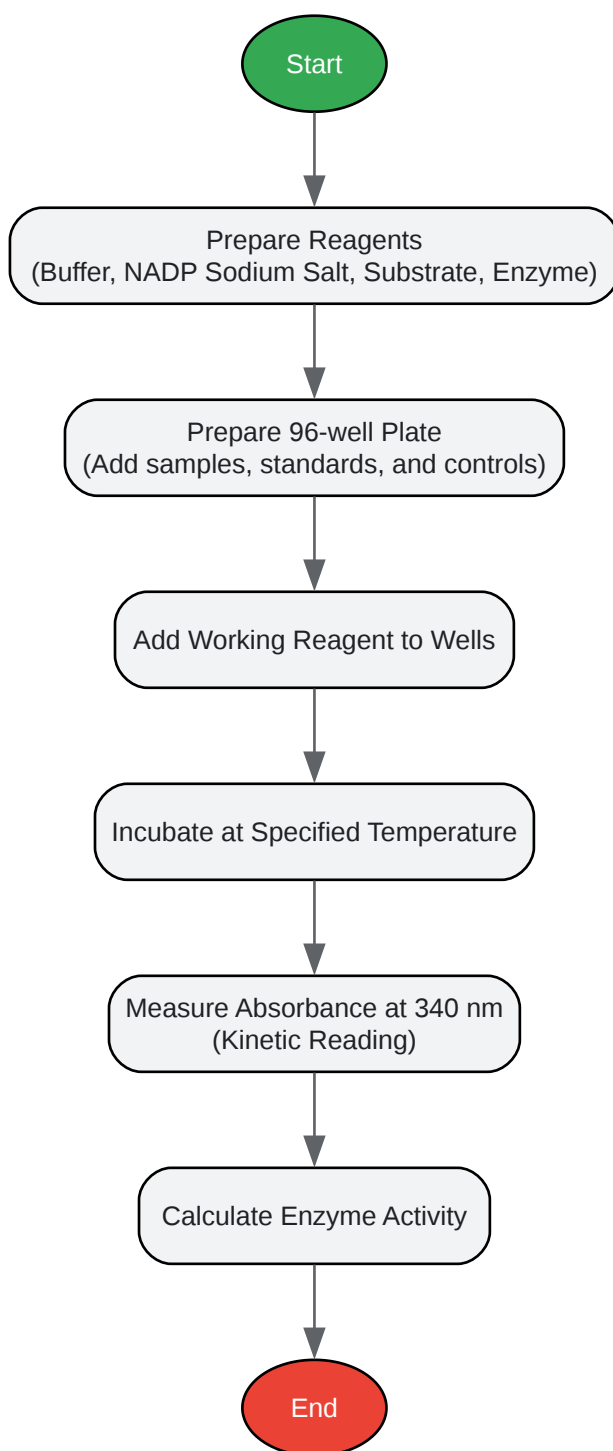 Start
Prepare Reagents
(Buffer, NADP Sodium Salt, Substrate, Enzyme)
Prepare 96-well Plate
(Add samples, standards, and controls)
Add Working Reagent to Wells
Incubate at Specified Temperature
Measure Absorbance at 340 nm
(Kinetic Reading)
Calculate Enzyme Activity
End